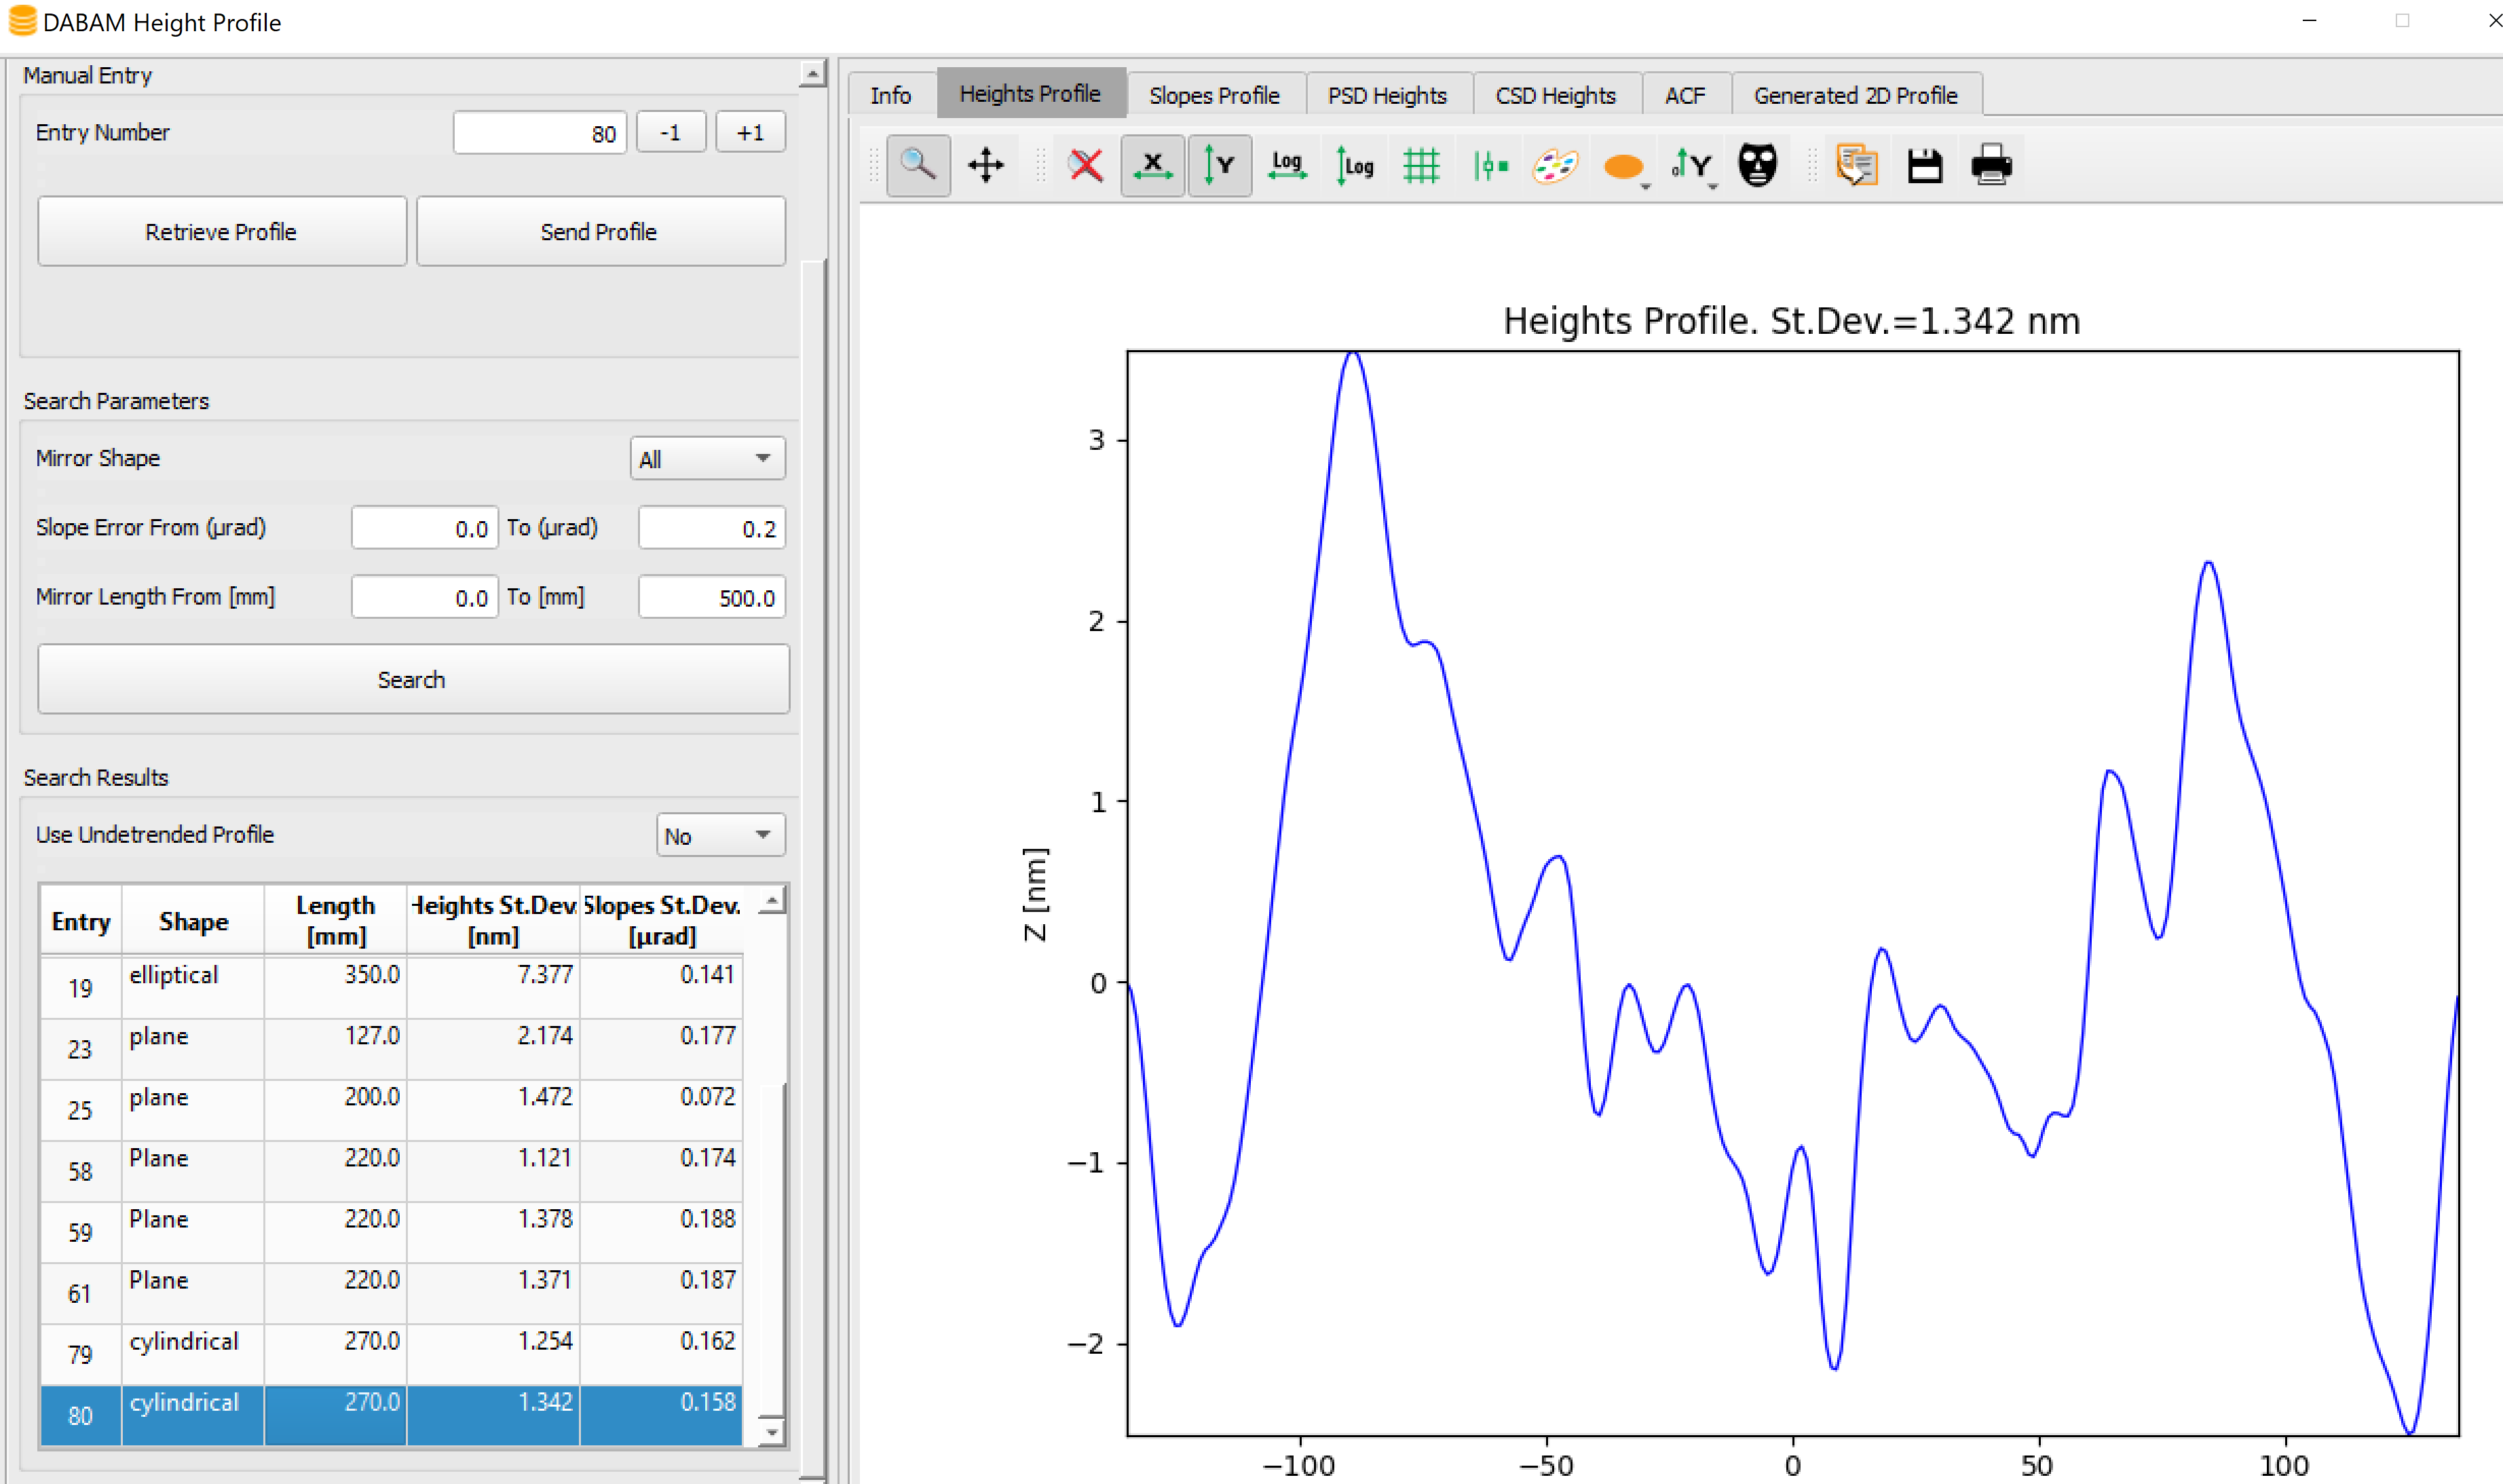 DABAM Height Profile
Manual Entry
Entry Number 80 -1 +1
Retrieve Profile Send Profile
Search Parameters
Mirror Shape All
Slope Error From (µrad) 0.0 To (µrad) 0.2
Mirror Length From [mm] 0.0 To [mm] 500.0
Search
Search Results
Use Undetrended Profile No
Entry Shape Length [mm] Heights St.Dev. [nm] Slopes St.Dev. [µrad]
19 elliptical 350.0 7.377 0.141
23 plane 127.0 2.174 0.177
25 plane 200.0 1.472 0.072
58 Plane 220.0 1.121 0.174
59 Plane 220.0 1.378 0.188
61 Plane 220.0 1.371 0.187
79 cylindrical 270.0 1.254 0.162
80 cylindrical 270.0 1.342 0.158
Info Heights Profile Slopes Profile PSD Heights CSD Heights ACF Generated 2D Profile
X Y Log Log Y
Heights Profile. St.Dev.=1.342 nm
Z [nm]
3
2
1
0
−1
−2
−100 −50 0 50 100